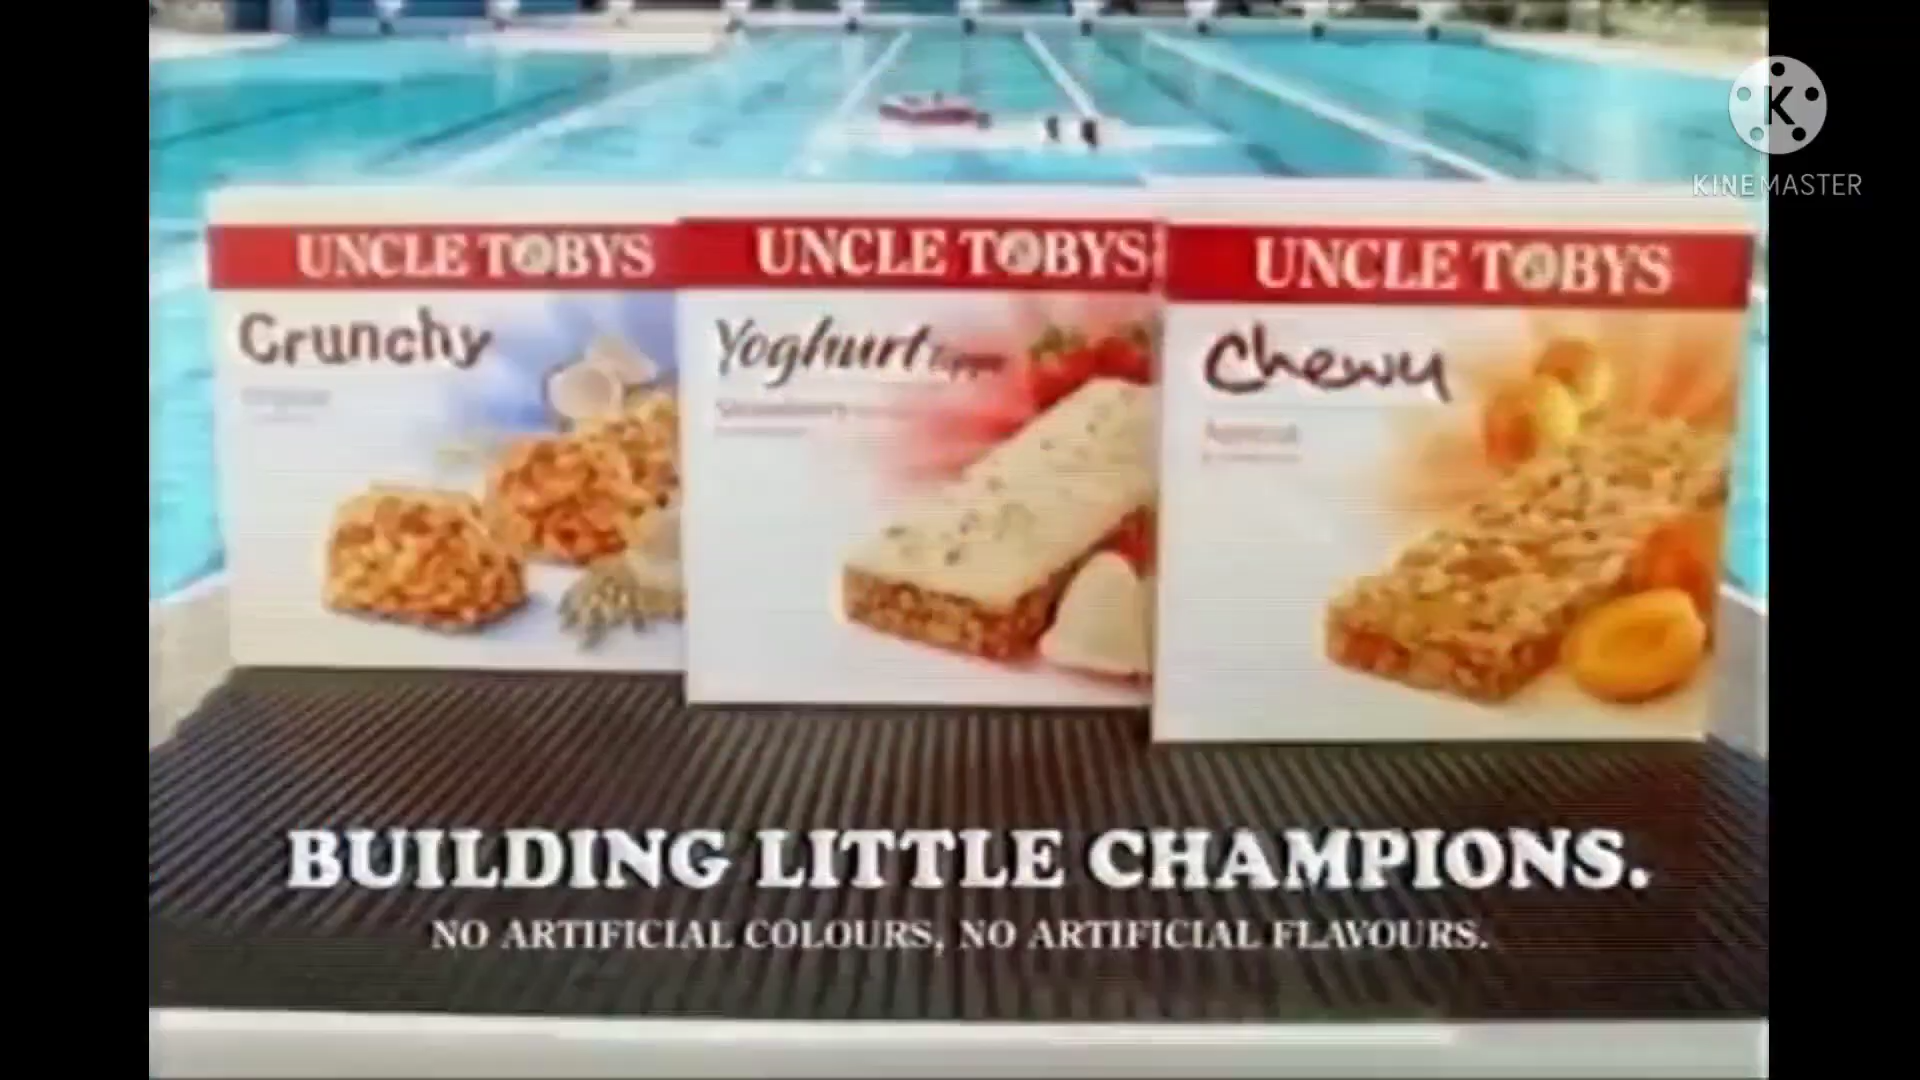 K
KINEMASTER
UNCLE TOBYS
UNCLE TOBYS
UNCLE TOBYS
Crunchy
Yoghurt
Chewy
BUILDING LITTLE CHAMPIONS.
NO ARTIFICIAL COLOURS, NO ARTIFICIAL FLAVOURS.